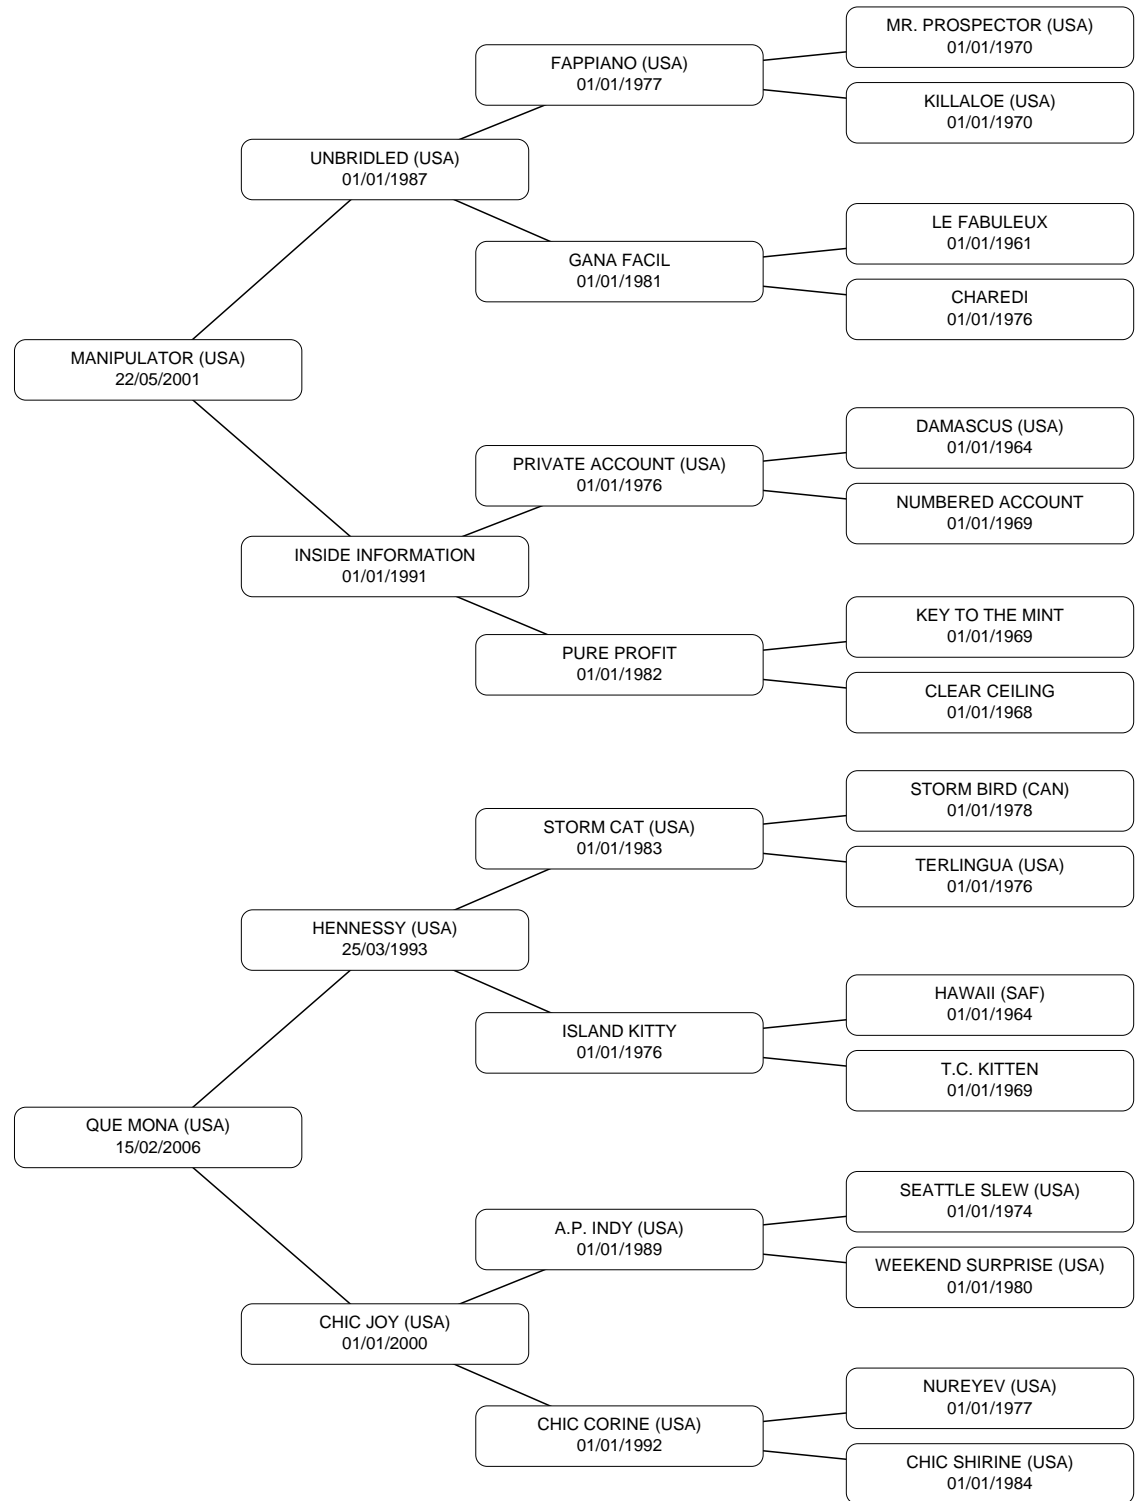 MR. PROSPECTOR (USA)
01/01/1970
FAPPIANO (USA)
01/01/1977
KILLALOE (USA)
01/01/1970
UNBRIDLED (USA)
01/01/1987
LE FABULEUX
01/01/1961
GANA FACIL
01/01/1981
CHAREDI
01/01/1976
MANIPULATOR (USA)
22/05/2001
DAMASCUS (USA)
01/01/1964
PRIVATE ACCOUNT (USA)
01/01/1976
NUMBERED ACCOUNT
01/01/1969
INSIDE INFORMATION
01/01/1991
KEY TO THE MINT
01/01/1969
PURE PROFIT
01/01/1982
CLEAR CEILING
01/01/1968
STORM BIRD (CAN)
01/01/1978
STORM CAT (USA)
01/01/1983
TERLINGUA (USA)
01/01/1976
HENNESSY (USA)
25/03/1993
HAWAII (SAF)
01/01/1964
ISLAND KITTY
01/01/1976
T.C. KITTEN
01/01/1969
QUE MONA (USA)
15/02/2006
SEATTLE SLEW (USA)
01/01/1974
A.P. INDY (USA)
01/01/1989
WEEKEND SURPRISE (USA)
01/01/1980
CHIC JOY (USA)
01/01/2000
NUREYEV (USA)
01/01/1977
CHIC CORINE (USA)
01/01/1992
CHIC SHIRINE (USA)
01/01/1984